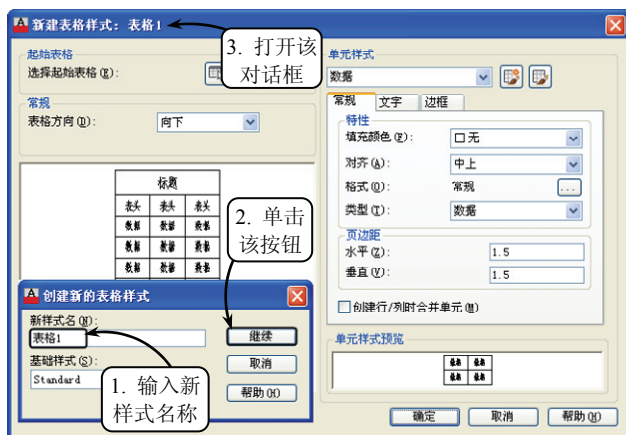 新建表格样式：表格1
起始表格
选择起始表格(E):
常规
表格方向(D):
向下
标题
表头 表头 表头
数据 数据 数据
数据 数据 数据
数据 数据 数据
3. 打开该
对话框
2. 单击
该按钮
创建新的表格样式
新样式名(N):
表格1
基础样式(S):
Standard
继续
取消
帮助(H)
1. 输入新
样式名称
单元样式
数据
常规 文字 边框
特性
填充颜色(F): 无
对齐(A): 中上
格式(O): 常规 ...
类型(T): 数据
页边距
水平(Z): 1.5
垂直(V): 1.5
创建行/列时合并单元(M)
单元样式预览
数据 数据
数据 数据
确定 取消 帮助(H)